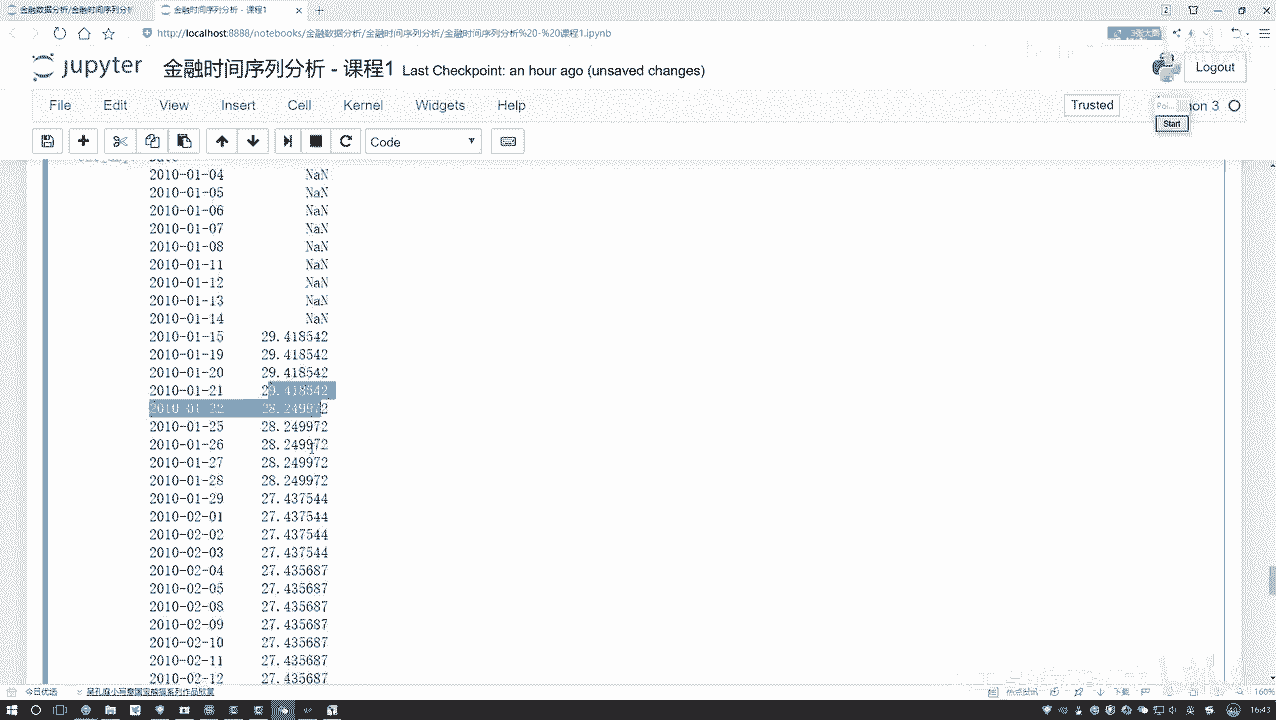 金融数据分析/金融时间序列分析
金融时间序列分析 - 课程1
http://localhost:8888/notebooks/金融数据分析/金融时间序列分析/金融时间序列分析%20-%20课程1.ipynb
jupyter 金融时间序列分析 - 课程1 Last Checkpoint: an hour ago (unsaved changes)
Logout
File Edit View Insert Cell Kernel Widgets Help
Trusted
on 3
Start
Code
2010-01-04 NaN
2010-01-05 NaN
2010-01-06 NaN
2010-01-07 NaN
2010-01-08 NaN
2010-01-11 NaN
2010-01-12 NaN
2010-01-13 NaN
2010-01-14 NaN
2010-01-15 29.418542
2010-01-19 29.418542
2010-01-20 29.418542
2010-01-21 29.418542
2010-01-22 28.249972
2010-01-25 28.249972
2010-01-26 28.249972
2010-01-27 28.249972
2010-01-28 28.249972
2010-01-29 27.437544
2010-02-01 27.437544
2010-02-02 27.437544
2010-02-03 27.437544
2010-02-04 27.435687
2010-02-05 27.435687
2010-02-08 27.435687
2010-02-09 27.435687
2010-02-10 27.435687
2010-02-11 27.435687
2010-02-12 27.435687
今日优选
下载
160%
16:43